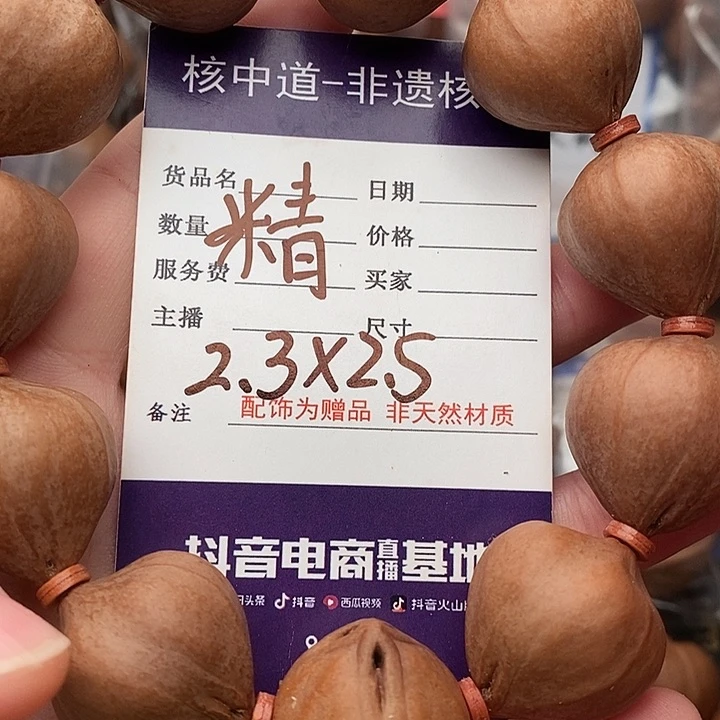 核中道-非遗核
货品名 日期
精
数量 价格
服务费 买家
主播 尺寸
2.3X2.5
备注 配饰为赠品 非天然材质
抖音电商直播基地
头条 抖音 西瓜视频 抖音火山